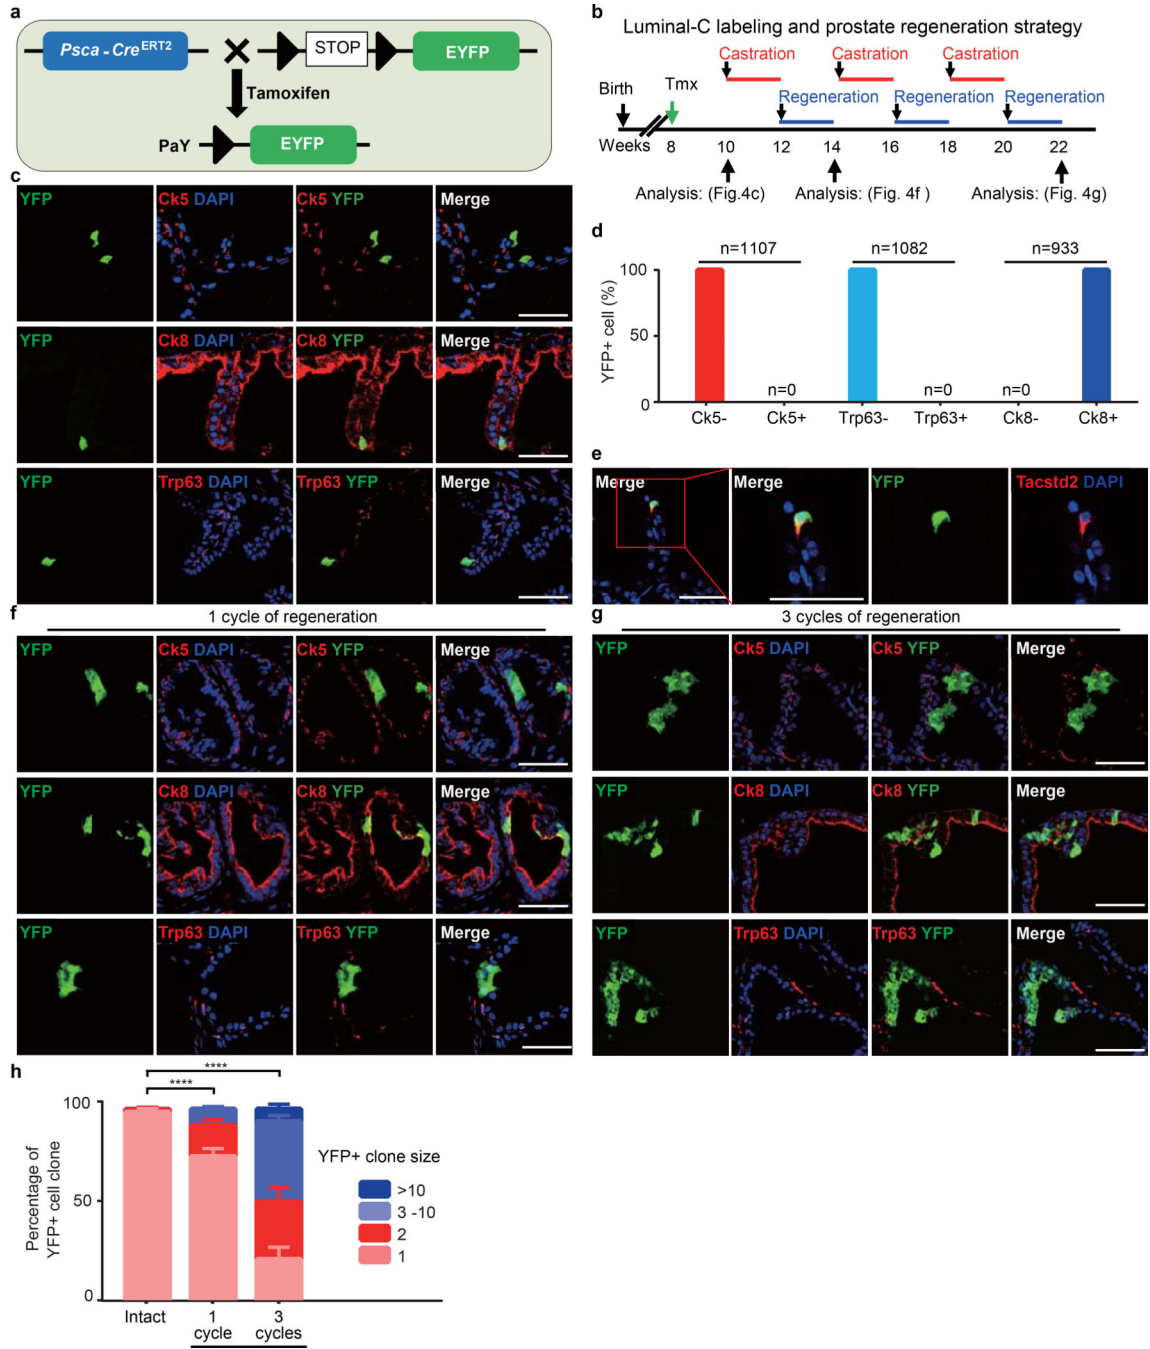 a
Psca - CreERT2
STOP
EYFP
Tamoxifen
PaY
EYFP
b
Luminal-C labeling and prostate regeneration strategy
Castration Castration Castration
Birth Tmx Regeneration Regeneration Regeneration
Weeks 8 10 12 14 16 18 20 22
Analysis: (Fig.4c) Analysis: (Fig. 4f ) Analysis: (Fig. 4g)
c
YFP Ck5 DAPI Ck5 YFP Merge
YFP Ck8 DAPI Ck8 YFP Merge
YFP Trp63 DAPI Trp63 YFP Merge
d
n=1107 n=1082 n=933
YFP+ cell (%)
100
50
0
n=0 n=0 n=0
Ck5- Ck5+ Trp63- Trp63+ Ck8- Ck8+
e
Merge Merge YFP Tacstd2 DAPI
f
1 cycle of regeneration
YFP Ck5 DAPI Ck5 YFP Merge
YFP Ck8 DAPI Ck8 YFP Merge
YFP Trp63 DAPI Trp63 YFP Merge
g
3 cycles of regeneration
YFP Ck5 DAPI Ck5 YFP Merge
YFP Ck8 DAPI Ck8 YFP Merge
YFP Trp63 DAPI Trp63 YFP Merge
h
****
****
Percentage of
YFP+ cell clone
100
50
0
Intact 1 3
cycle cycles
YFP+ clone size
>10
3 -10
2
1